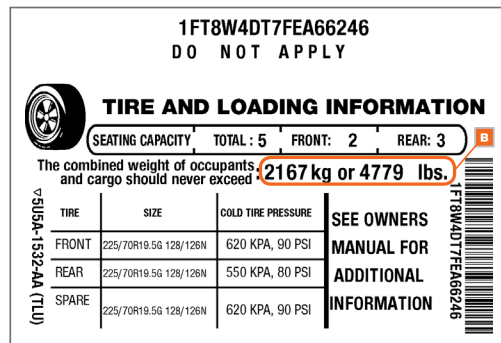 1FT8W4DT7FEA66246
DO NOT APPLY
TIRE AND LOADING INFORMATION
B
SEATING CAPACITY TOTAL : 5 FRONT: 2 REAR: 3
The combined weight of occupants
and cargo should never exceed : 2167 kg or 4779 lbs.
TIRE SIZE COLD TIRE PRESSURE
FRONT 225/70R19.5G 128/126N 620 KPA, 90 PSI
REAR 225/70R19.5G 128/126N 550 KPA, 80 PSI
SPARE 225/70R19.5G 128/126N 620 KPA, 90 PSI
SEE OWNERS
MANUAL FOR
ADDITIONAL
INFORMATION
▽5U5A-1532-AA (TLU)
1FT8W4DT7FEA66246